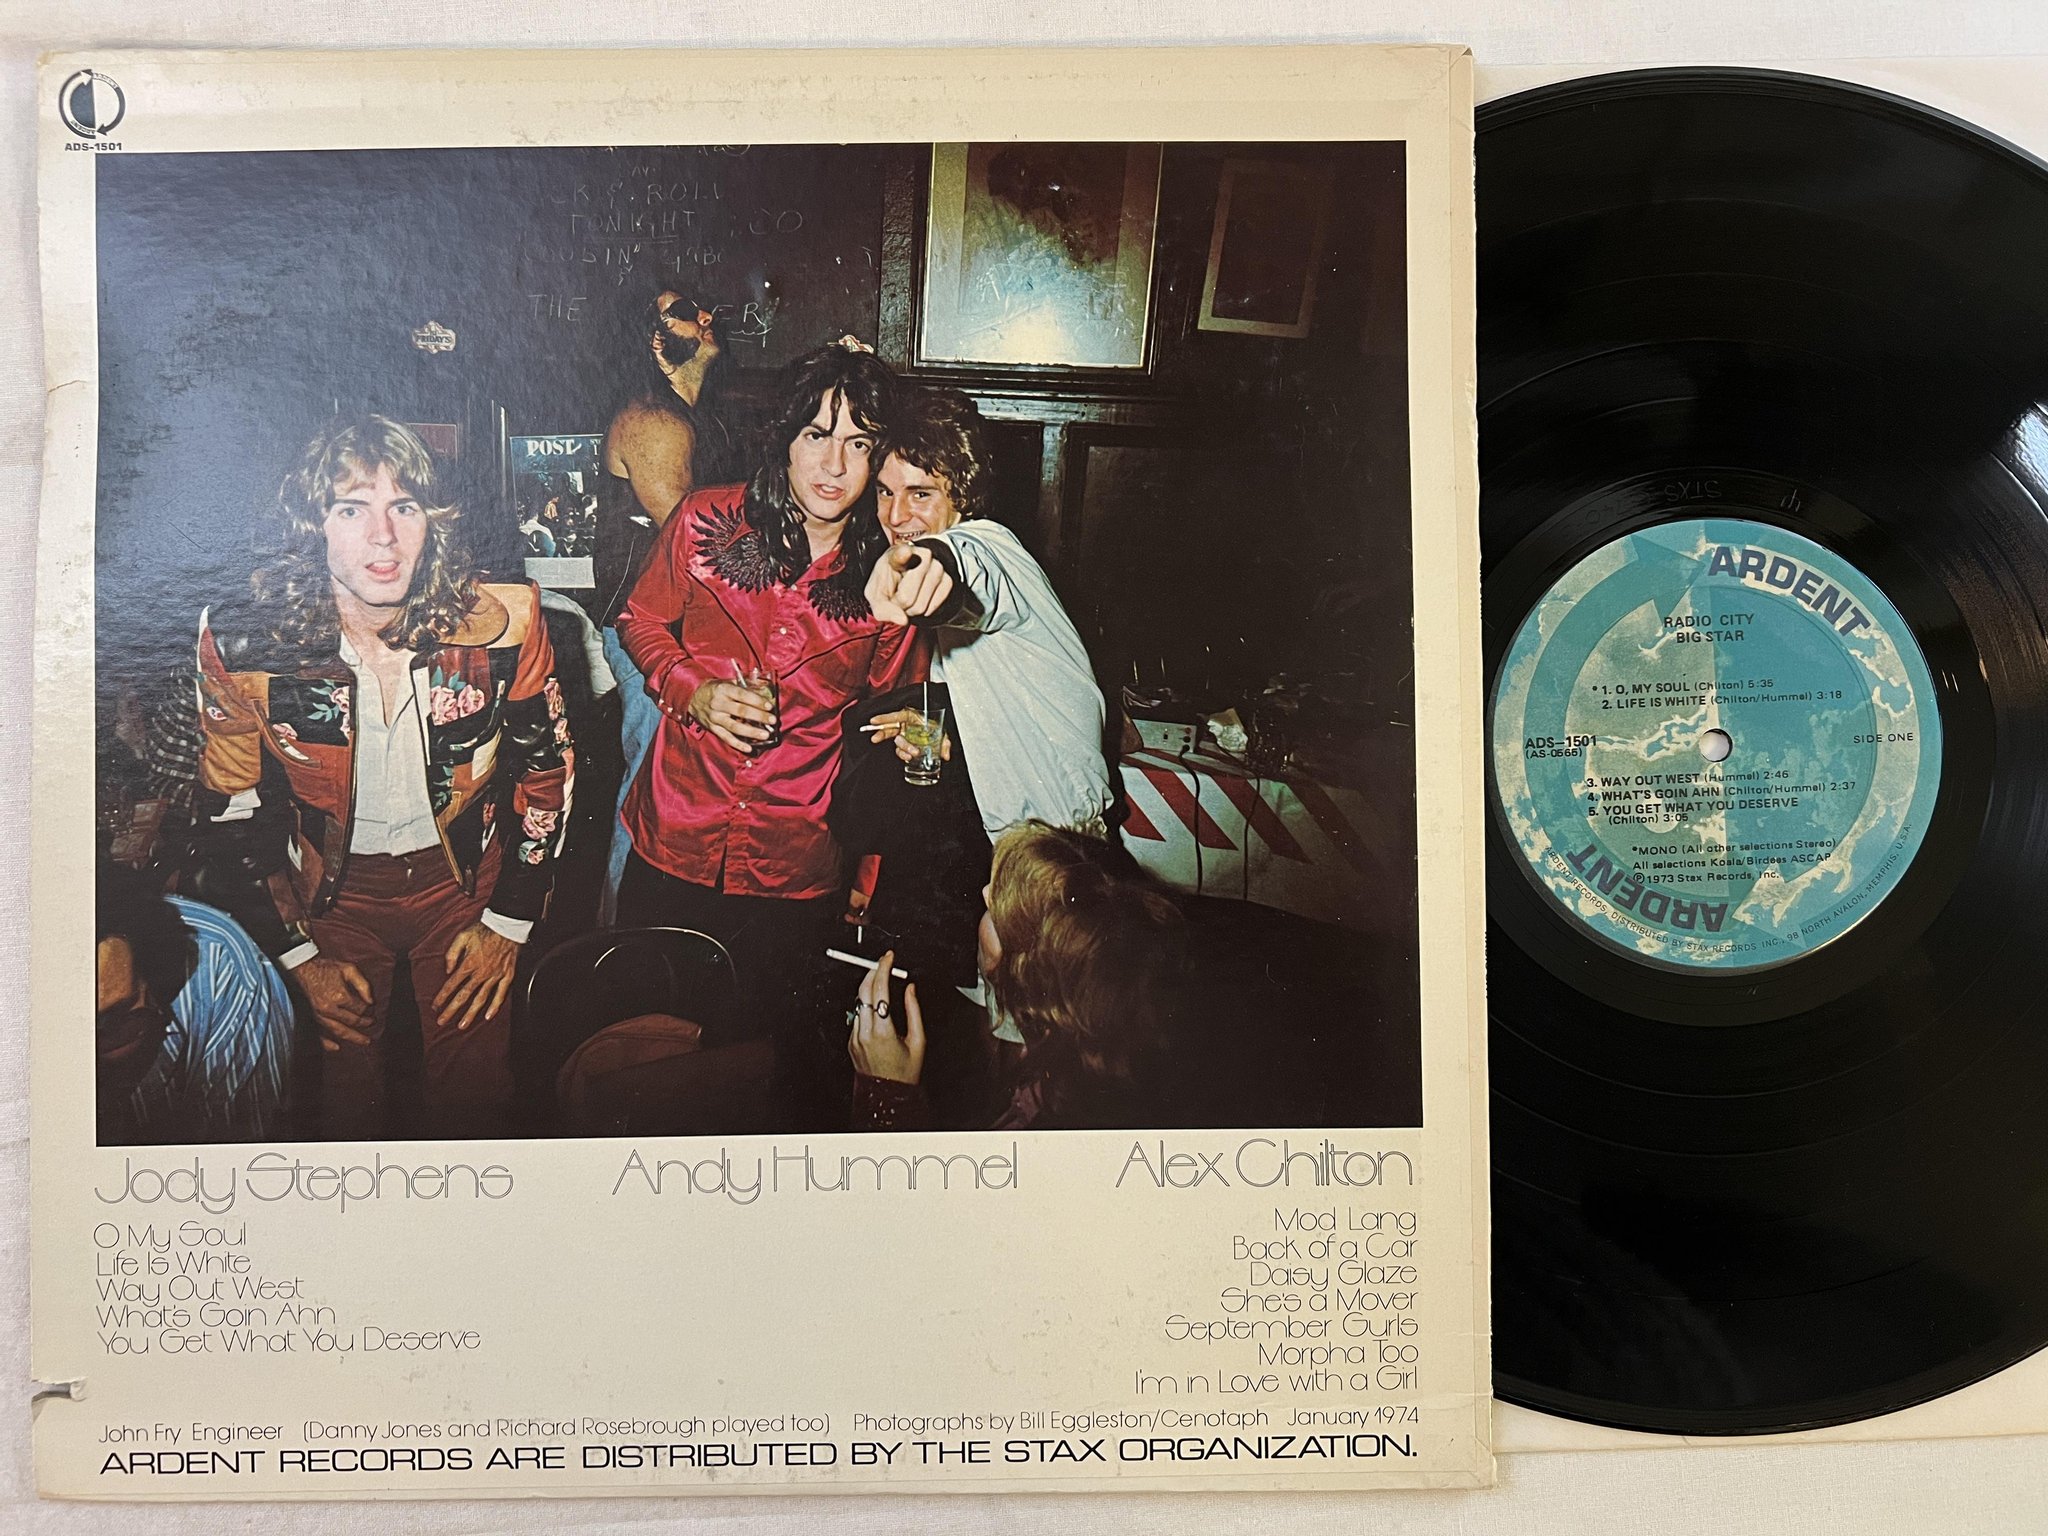 ARDENT
ARDENT
ADS-1501
ROLL
TONIGHT
COUSIN
THE
FRIDAY'S
POST
Jody Stephens Andy Hummel Alex Chilton
O My Soul
Life Is White
Way Out West
What's Goin Ahn
You Get What You Deserve
Mod Lang
Back of a Car
Daisy Glaze
She's a Mover
September Gurls
Morpha Too
I'm in Love with a Girl
John Fry Engineer (Danny Jones and Richard Rosebrough played too) Photographs by Bill Eggleston/Cenotaph January 1974
ARDENT RECORDS ARE DISTRIBUTED BY THE STAX ORGANIZATION.
ARDENT
RADIO CITY
BIG STAR
*1. O, MY SOUL (Chilton) 5:35
2. LIFE IS WHITE (Chilton/Hummel) 3:18
ADS-1501
(AS-0565)
SIDE ONE
3. WAY OUT WEST (Hummel) 2:46
4. WHAT'S GOIN AHN (Chilton/Hummel) 2:37
5. YOU GET WHAT YOU DESERVE
(Chilton) 3:05
*MONO (All other selections Stereo)
All selections Koala/Birdees ASCAP
℗1973 Stax Records, Inc.
ARDENT
ARDENT RECORDS, DISTRIBUTED BY STAX RECORDS INC., 98 NORTH AVALON, MEMPHIS, U.S.A.